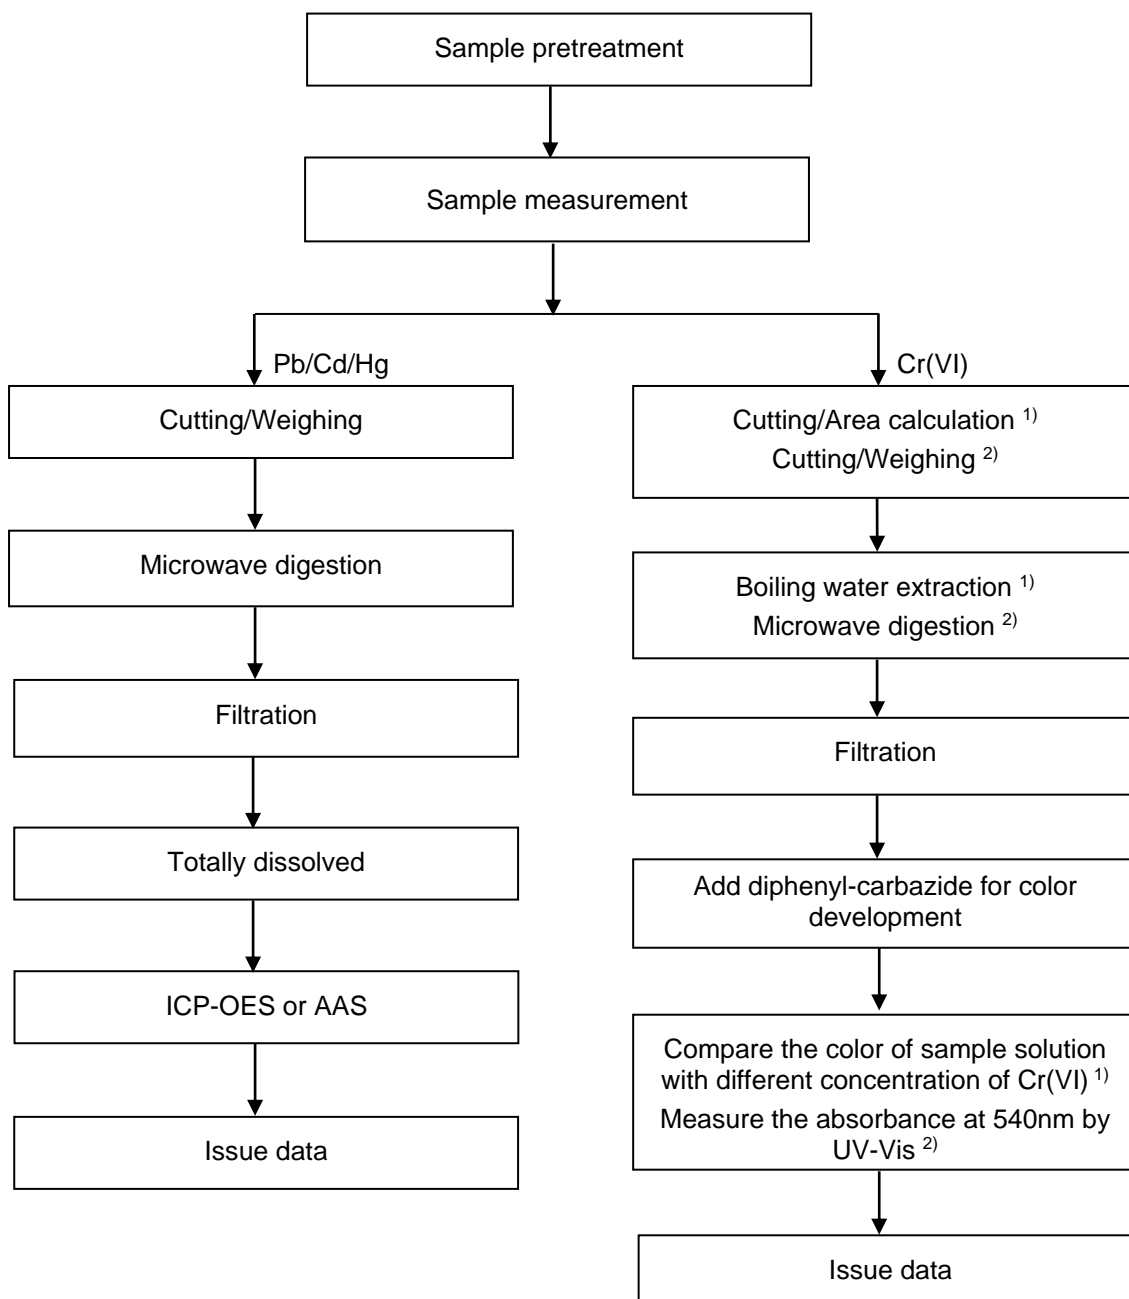 Sample pretreatment
Sample measurement
Pb/Cd/Hg
Cutting/Weighing
Microwave digestion
Filtration
Totally dissolved
ICP-OES or AAS
Issue data
Cr(VI)
Cutting/Area calculation 1)
Cutting/Weighing 2)
Boiling water extraction 1)
Microwave digestion 2)
Filtration
Add diphenyl-carbazide for color
development
Compare the color of sample solution
with different concentration of Cr(VI) 1)
Measure the absorbance at 540nm by
UV-Vis 2)
Issue data